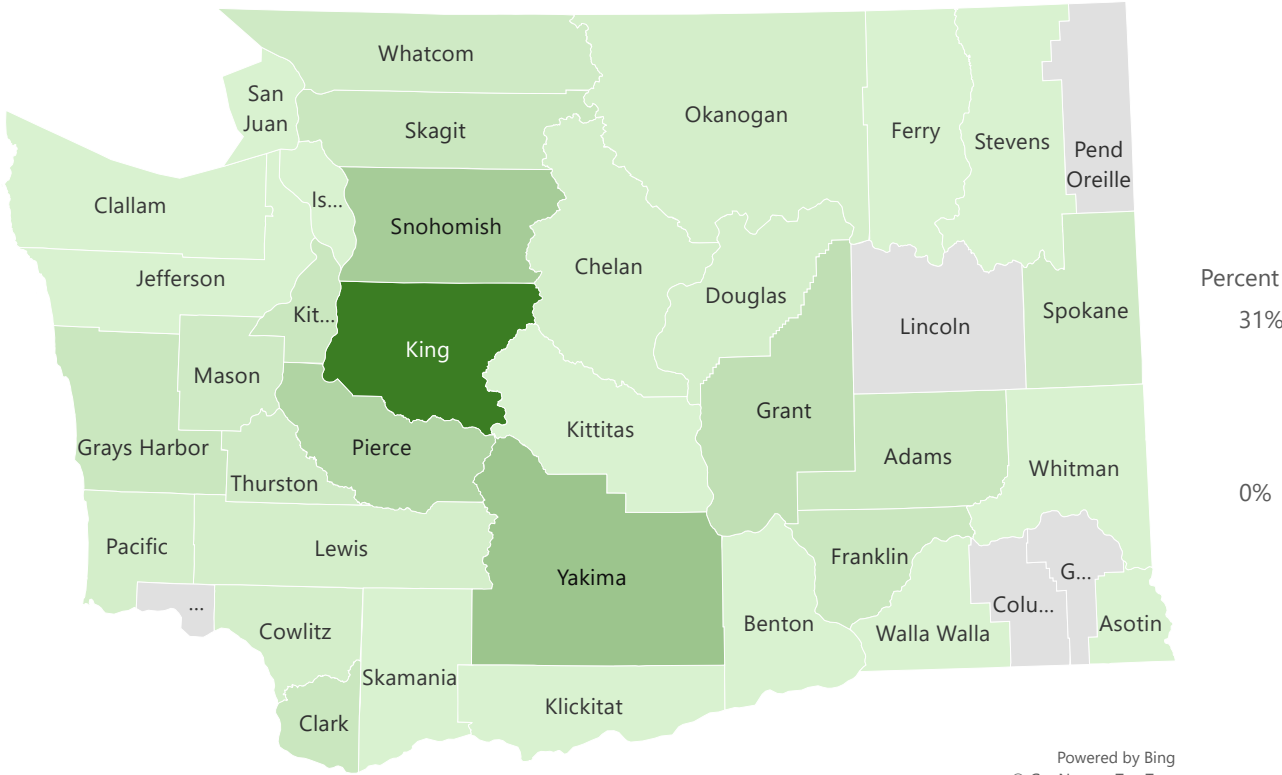 Whatcom
San
Juan
Skagit
Okanogan
Ferry
Stevens
Pend
Oreille
Clallam
Is...
Snohomish
Chelan
Jefferson
Douglas
Kit...
King
Lincoln
Spokane
Percent
31%
Mason
Grant
Kittitas
Grays Harbor
Pierce
Adams
Whitman
Thurston
0%
Pacific
Lewis
Yakima
Franklin
G...
...
Colu...
Cowlitz
Benton
Walla Walla
Asotin
Skamania
Clark
Klickitat
Powered by Bing